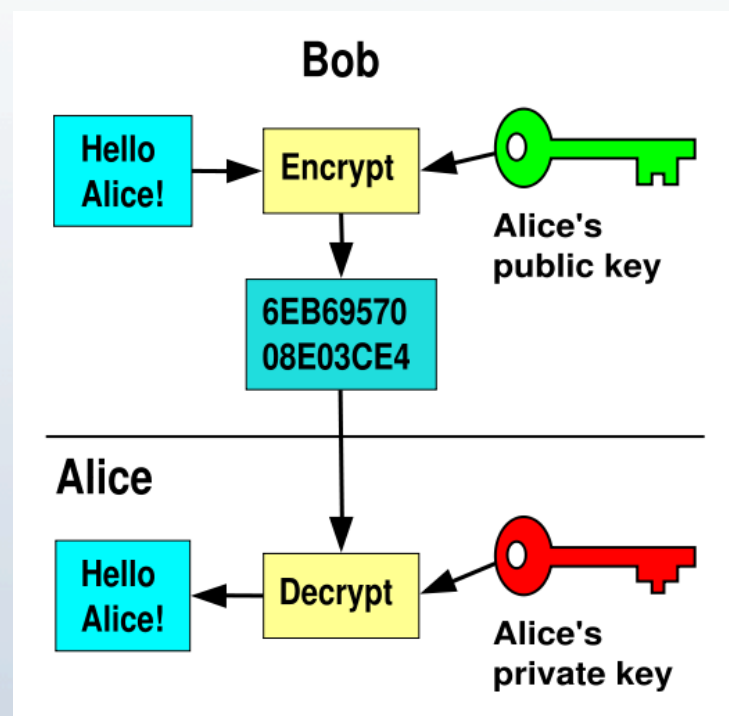 Bob
Hello
Alice!
Encrypt
Alice's
public key
6EB69570
08E03CE4
Alice
Hello
Alice!
Decrypt
Alice's
private key